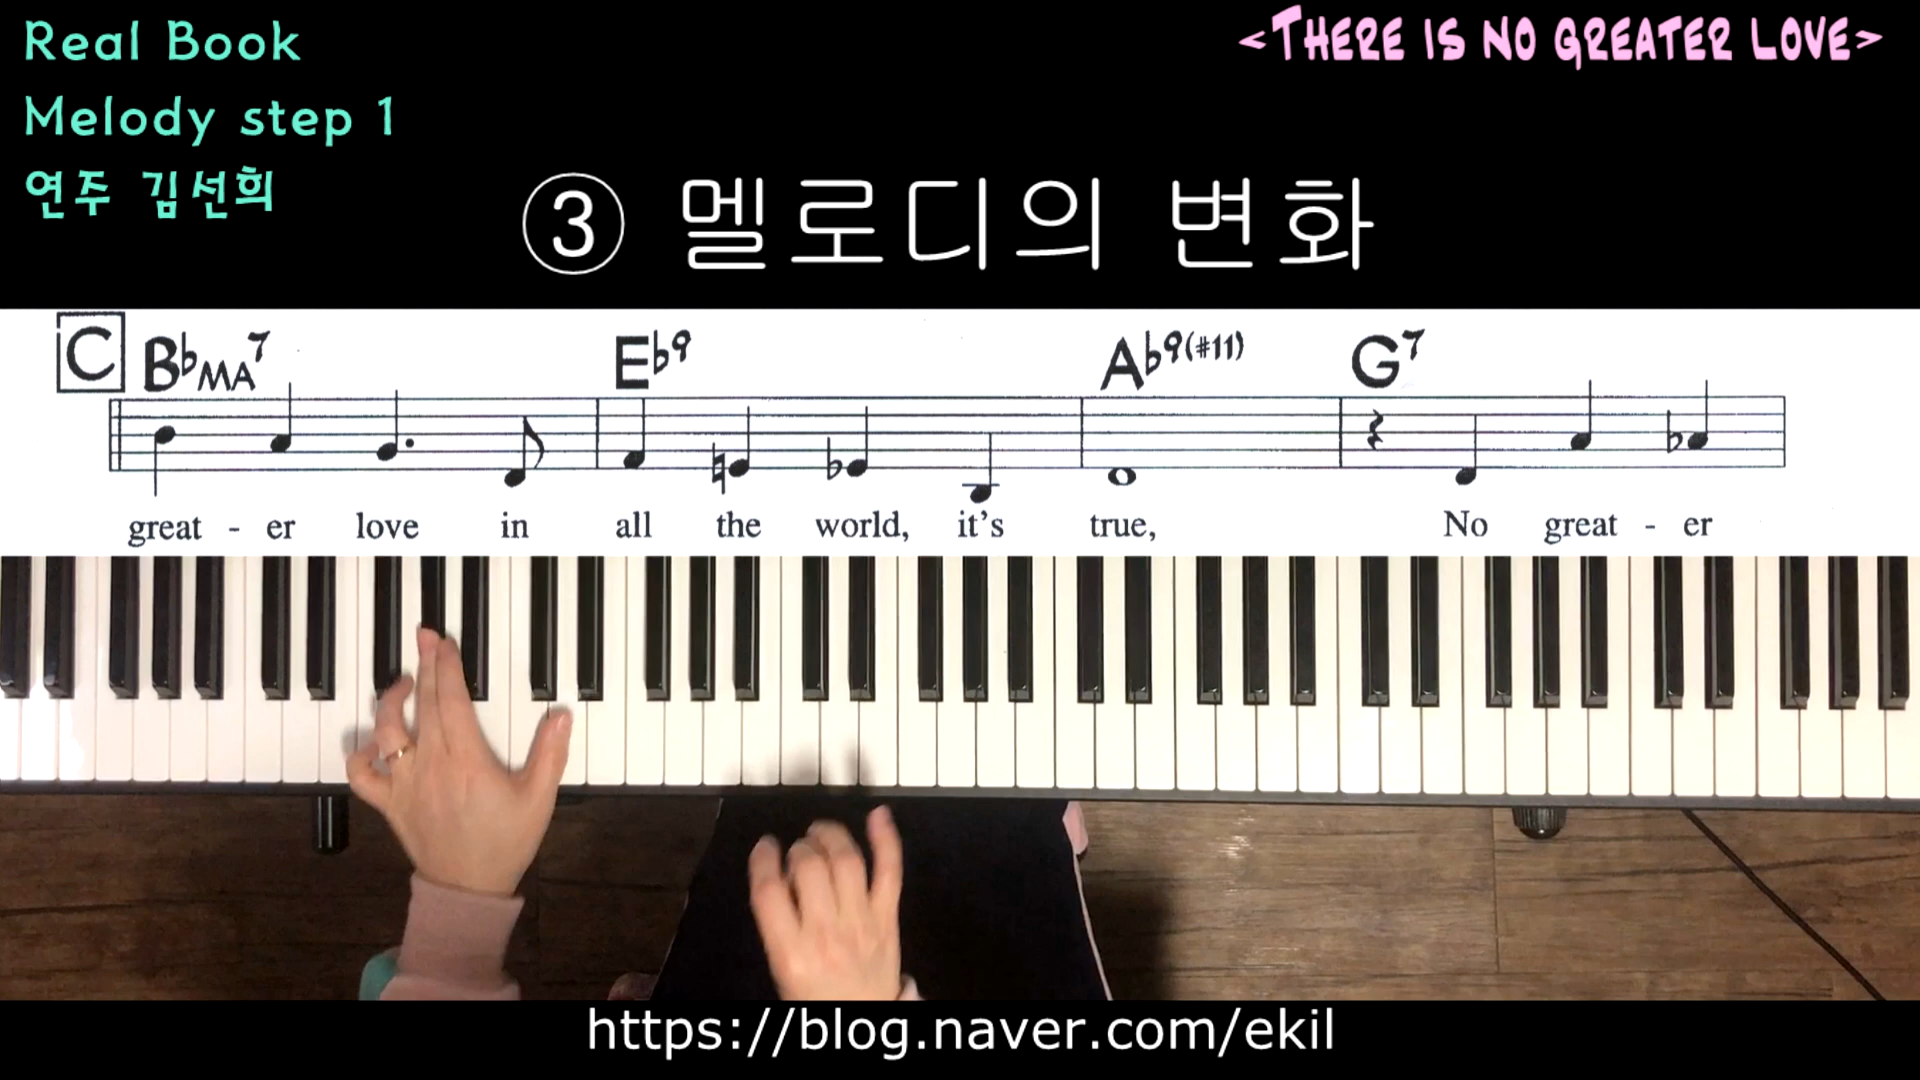 Real Book
Melody step 1
연주 김선희
<THERE IS NO GREATER LOVE>
③ 멜로디의 변화
C B♭MA7 E♭9 A♭9(#11) G7
great - er love in all the world, it's true, No great - er
https://blog.naver.com/ekil